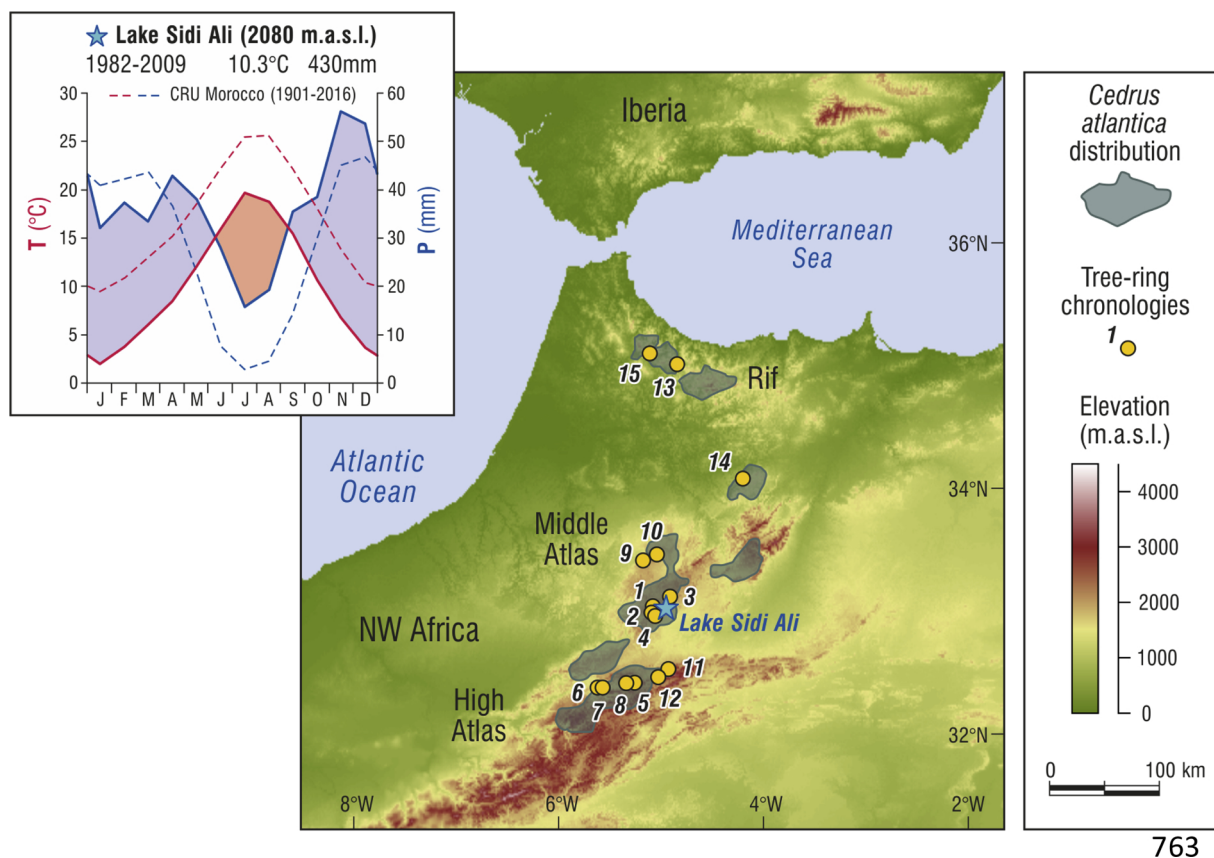 Lake Sidi Ali (2080 m.a.s.l.)
1982-2009 10.3°C 430mm
CRU Morocco (1901-2016)
30
25
20
15
10
5
0
T (°C)
60
50
40
30
20
10
0
P (mm)
J F M A M J J A S O N D
Iberia
Mediterranean
Sea
36°N
15
13
Rif
Atlantic
Ocean
14
34°N
Middle
Atlas
10
9
1
3
2
Lake Sidi Ali
4
NW Africa
11
6
12
High
Atlas
7
8
5
32°N
8°W
6°W
4°W
2°W
Cedrus
atlantica
distribution
Tree-ring
chronologies
1
Elevation
(m.a.s.l.)
4000
3000
2000
1000
0
0 100 km
763